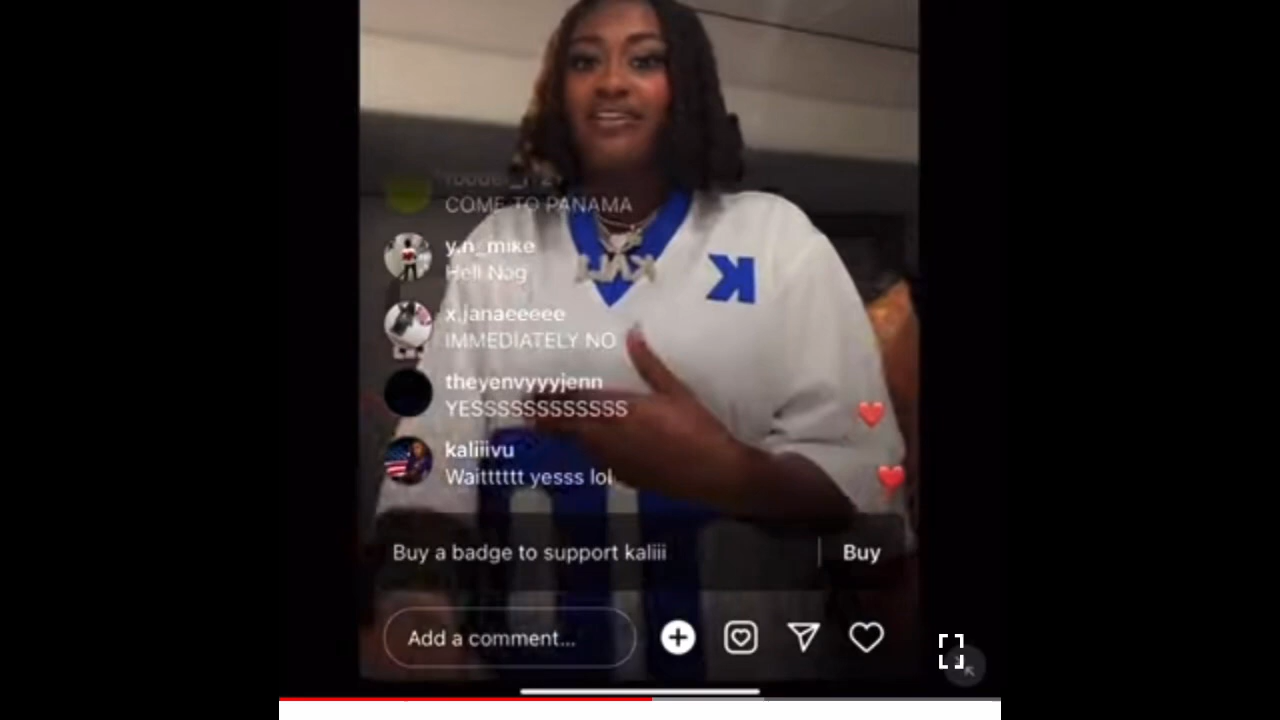 COME TO PANAMA
y.n_mike
Hell Nag
x.janaeeeee
IMMEDIATELY NO
theyenvyyyjenn
YESSSSSSSSSSSS
kaliiivu
Waitttttt yesss lol
K
Buy a badge to support kaliii
Buy
Add a comment...